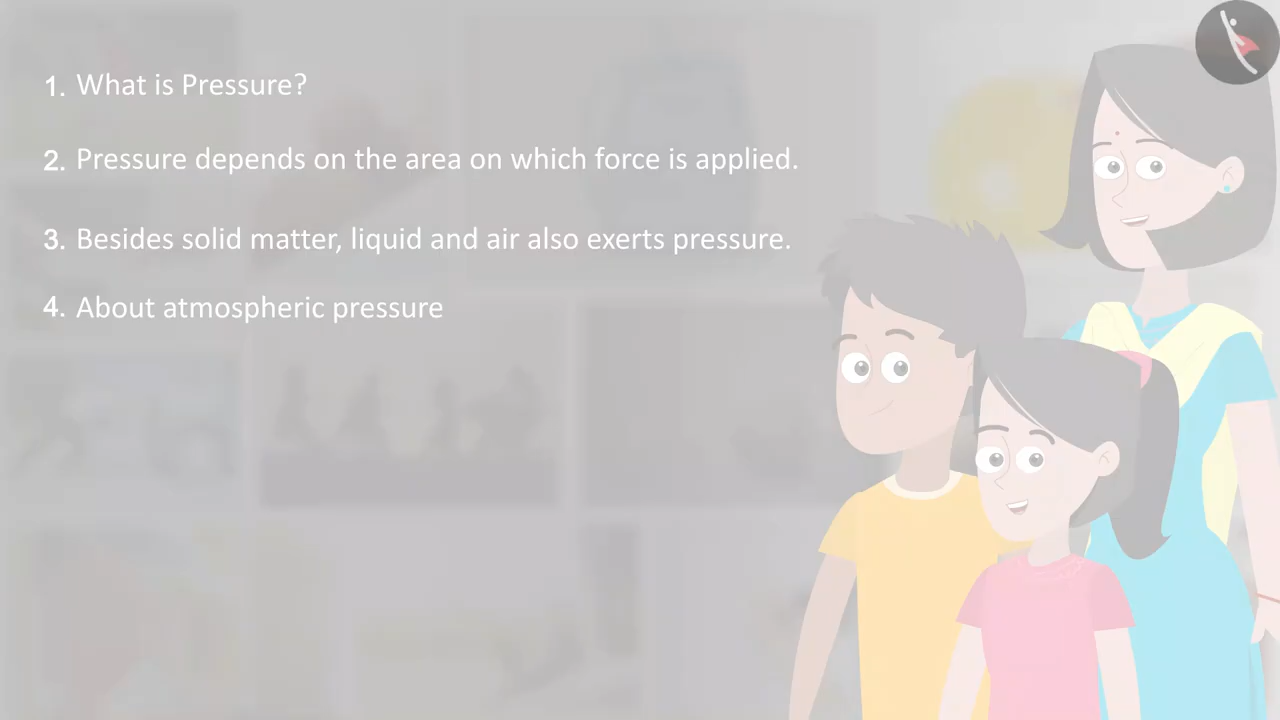 1. What is Pressure?
2. Pressure depends on the area on which force is applied.
3. Besides solid matter, liquid and air also exerts pressure.
4. About atmospheric pressure